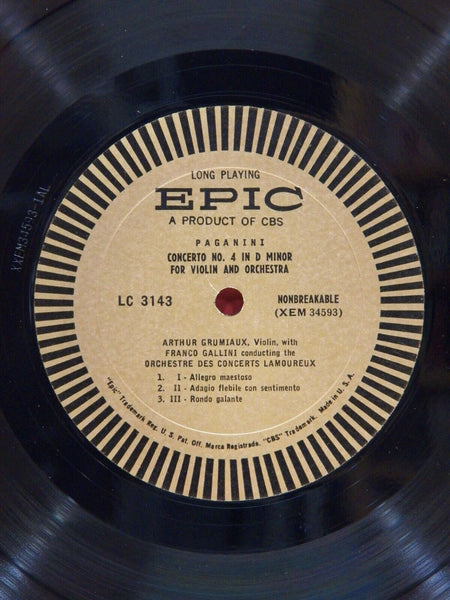 LONG PLAYING
EPIC
A PRODUCT OF CBS
PAGANINI
CONCERTO NO. 4 IN D MINOR
FOR VIOLIN AND ORCHESTRA
LC 3143
NONBREAKABLE
(XEM 34593)
ARTHUR GRUMIAUX, Violin, with
FRANCO GALLINI conducting the
ORCHESTRE DES CONCERTS LAMOUREUX
1. I - Allegro maestoso
2. II - Adagio flebile con sentimento
3. III - Rondo galante
"Epic" Trademark Reg. U. S. Pat. Off. Marca Registrada. "CBS" Trademark. Made in U. S. A.